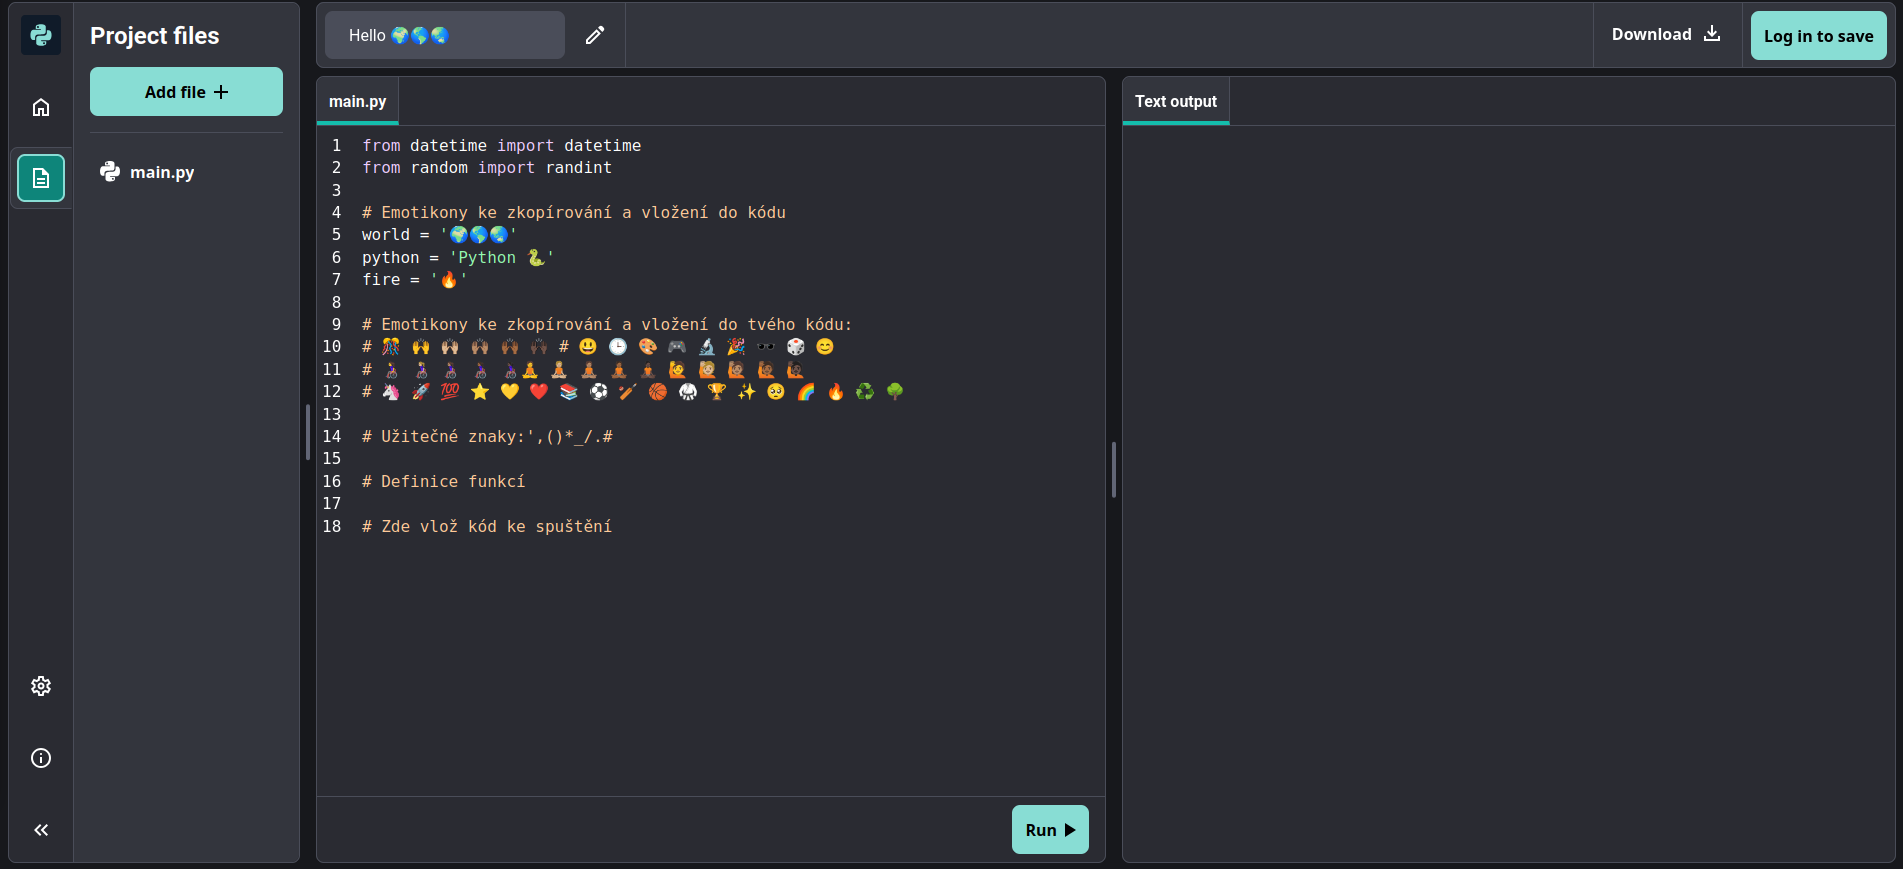 Project files
Add file
main.py
Hello 🌍🌎🌏
Download
Log in to save
main.py
1 from datetime import datetime
2 from random import randint
3
4 # Emotikony ke zkopírování a vložení do kódu
5 world = '🌍🌎🌏'
6 python = 'Python 🐍'
7 fire = '🔥'
8
9 # Emotikony ke zkopírování a vložení do tvého kódu:
10 # 🎊 🙌 🙌🏼 🙌🏽 🙌🏾 🙌🏿 # 😃 🕒 🎨 🎮 🔬 🎉 🕶️ 🎲 😊
11 # 👩‍🦽 👩🏼‍🦽 👩🏽‍🦽 👩🏾‍🦽 👩🏿‍🦽🧘 🧘🏼 🧘🏽 🧘🏾 🧘🏿 🙋 🙋🏼 🙋🏽 🙋🏾 🙋🏿
12 # 🦄 🚀 💯 ⭐ 💛 ❤️ 📚 ⚽ 🏏 🏀 🥋 🏆 ✨ 🥺 🌈 🔥 ♻️ 🌳
13
14 # Užitečné znaky:',()*_/.#
15
16 # Definice funkcí
17
18 # Zde vlož kód ke spuštění
Run
Text output